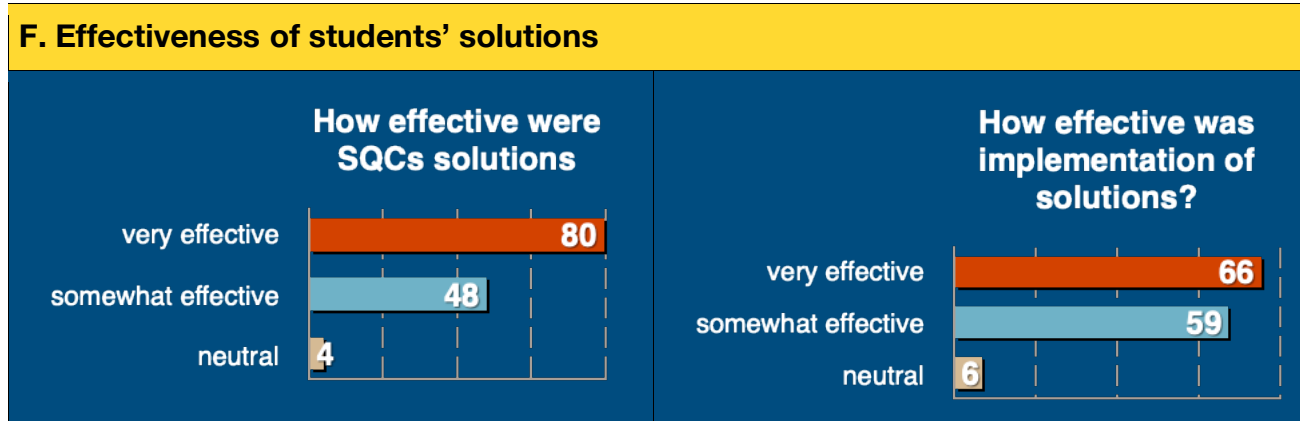 F. Effectiveness of students’ solutions
How effective were
SQCs solutions
very effective 80
somewhat effective 48
neutral 4
How effective was
implementation of
solutions?
very effective 66
somewhat effective 59
neutral 6